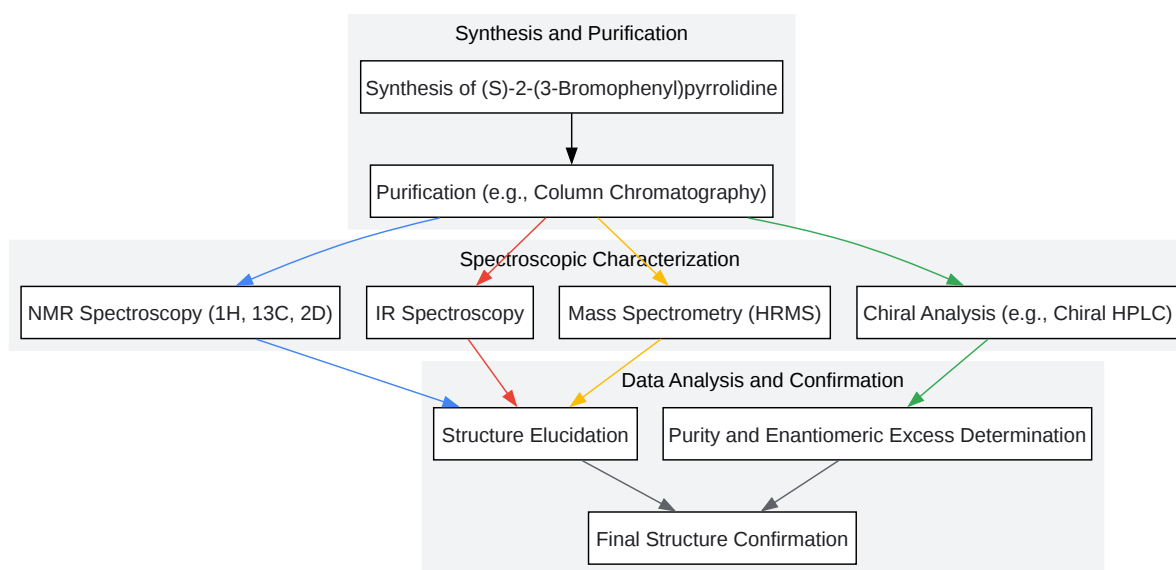 Synthesis and Purification
Synthesis of (S)-2-(3-Bromophenyl)pyrrolidine
Purification (e.g., Column Chromatography)
Spectroscopic Characterization
NMR Spectroscopy (1H, 13C, 2D)
IR Spectroscopy
Mass Spectrometry (HRMS)
Chiral Analysis (e.g., Chiral HPLC)
Data Analysis and Confirmation
Structure Elucidation
Purity and Enantiomeric Excess Determination
Final Structure Confirmation